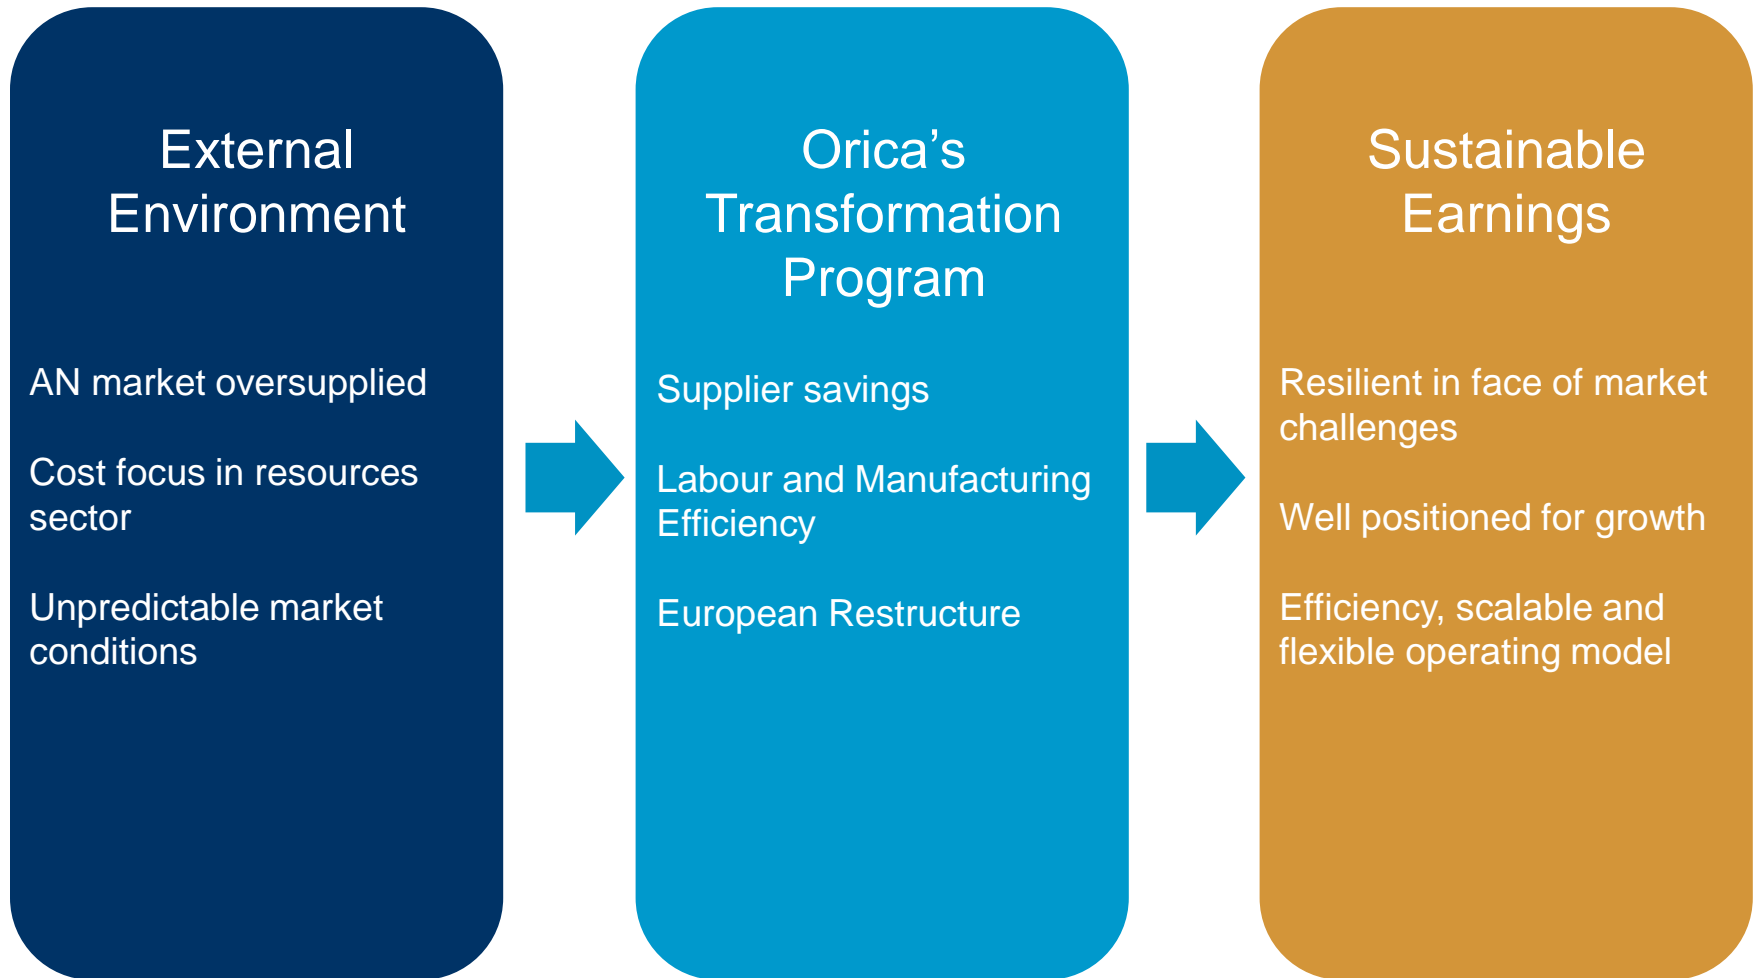 External
Environment
AN market oversupplied
Cost focus in resources
sector
Unpredictable market
conditions
Orica’s
Transformation
Program
Supplier savings
Labour and Manufacturing
Efficiency
European Restructure
Sustainable
Earnings
Resilient in face of market
challenges
Well positioned for growth
Efficiency, scalable and
flexible operating model